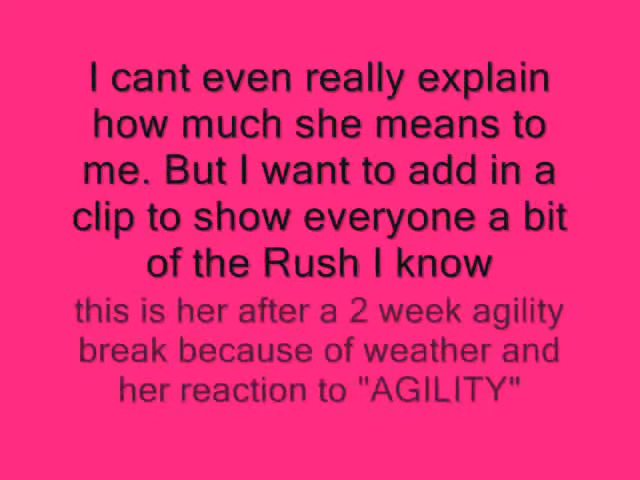 I cant even really explain
how much she means to
me. But I want to add in a
clip to show everyone a bit
of the Rush I know
this is her after a 2 week agility
break because of weather and
her reaction to "AGILITY"